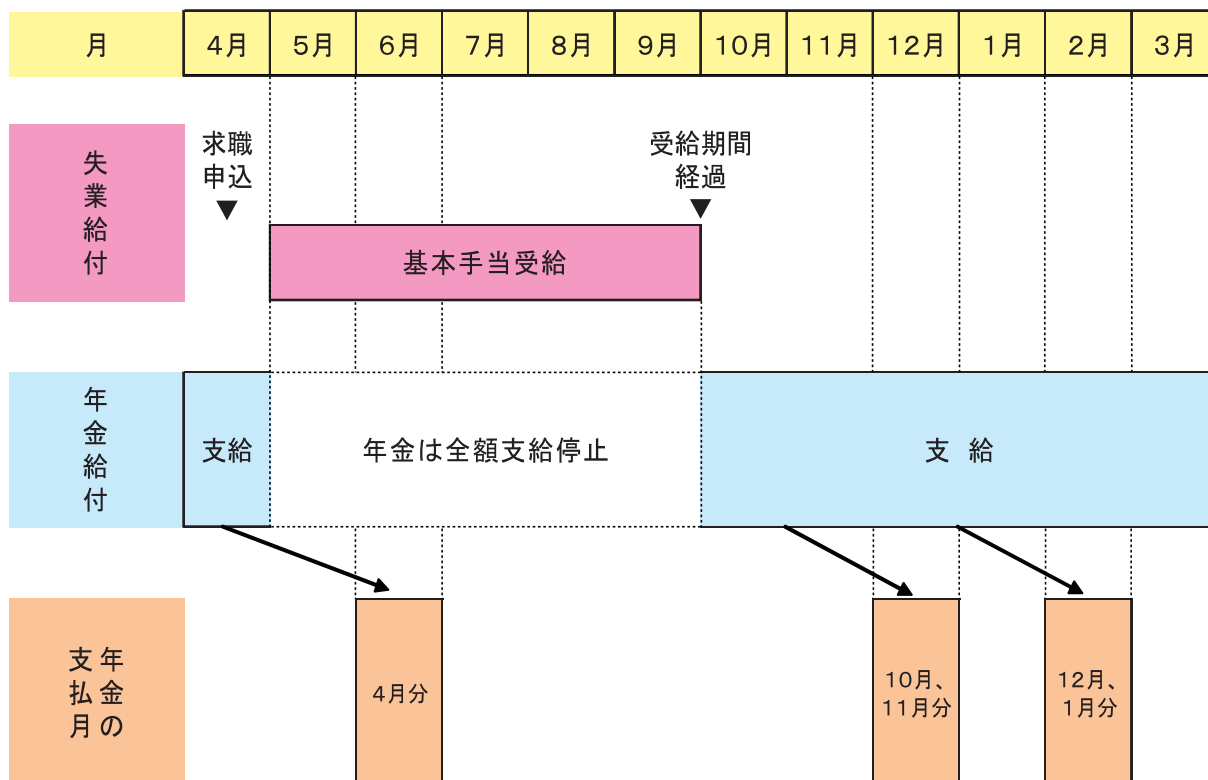 月 4月 5月 6月 7月 8月 9月 10月 11月 12月 1月 2月 3月
失業給付
求職
申込
▼
受給期間
経過
▼
基本手当受給
年金給付
支給
年金は全額支給停止
支 給
年金の
支払月
4月分
10月、
11月分
12月、
1月分